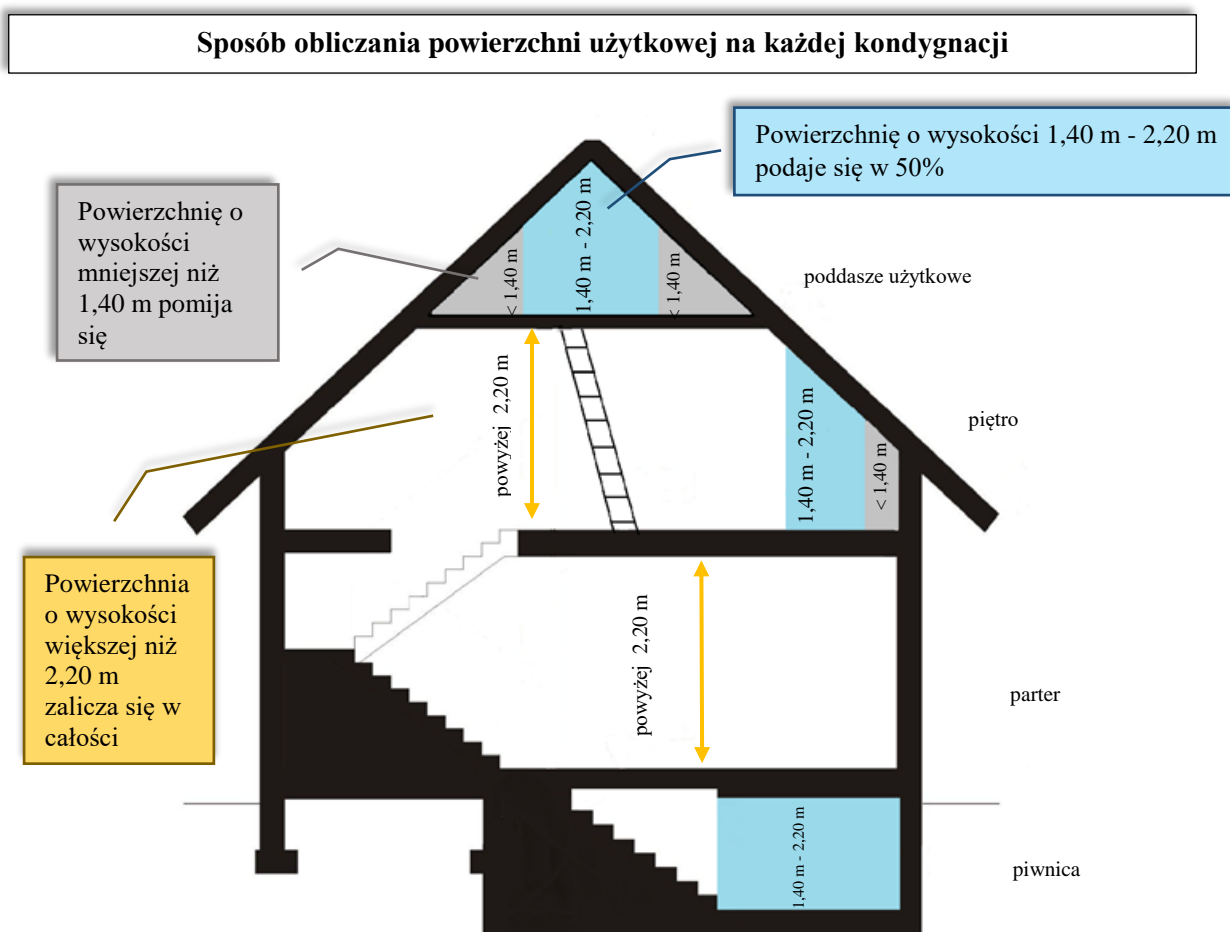 Sposób obliczania powierzchni użytkowej na każdej kondygnacji
Powierzchnię o wysokości 1,40 m - 2,20 m
podaje się w 50%
Powierzchnię o
wysokości
mniejszej niż
1,40 m pomija
się
< 1,40 m
1,40 m - 2,20 m
< 1,40 m
poddasze użytkowe
powyżej 2,20 m
1,40 m - 2,20 m
< 1,40 m
piętro
Powierzchnia
o wysokości
większej niż
2,20 m
zalicza się w
całości
powyżej 2,20 m
parter
1,40 m - 2,20 m
piwnica